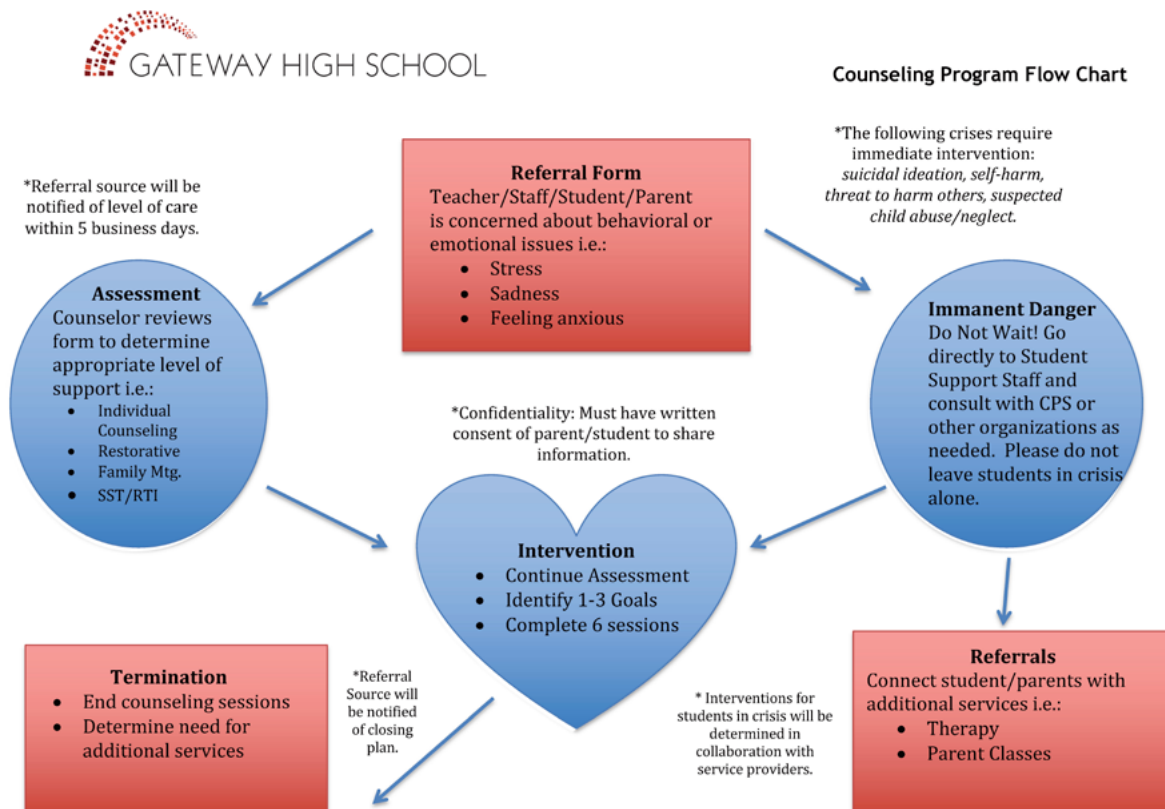 GATEWAY HIGH SCHOOL
Counseling Program Flow Chart
*The following crises require
immediate intervention:
suicidal ideation, self-harm,
threat to harm others, suspected
child abuse/neglect.
*Referral source will be
notified of level of care
within 5 business days.
Referral Form
Teacher/Staff/Student/Parent
is concerned about behavioral or
emotional issues i.e.:
• Stress
• Sadness
• Feeling anxious
Assessment
Counselor reviews
form to determine
appropriate level of
support i.e.:
• Individual
Counseling
• Restorative
• Family Mtg.
• SST/RTI
Immanent Danger
Do Not Wait! Go
directly to Student
Support Staff and
consult with CPS or
other organizations as
needed. Please do not
leave students in crisis
alone.
*Confidentiality: Must have written
consent of parent/student to share
information.
Intervention
• Continue Assessment
• Identify 1-3 Goals
• Complete 6 sessions
Termination
• End counseling sessions
• Determine need for
additional services
*Referral
Source will
be notified
of closing
plan.
* Interventions for
students in crisis will be
determined in
collaboration with
service providers.
Referrals
Connect student/parents with
additional services i.e.:
• Therapy
• Parent Classes